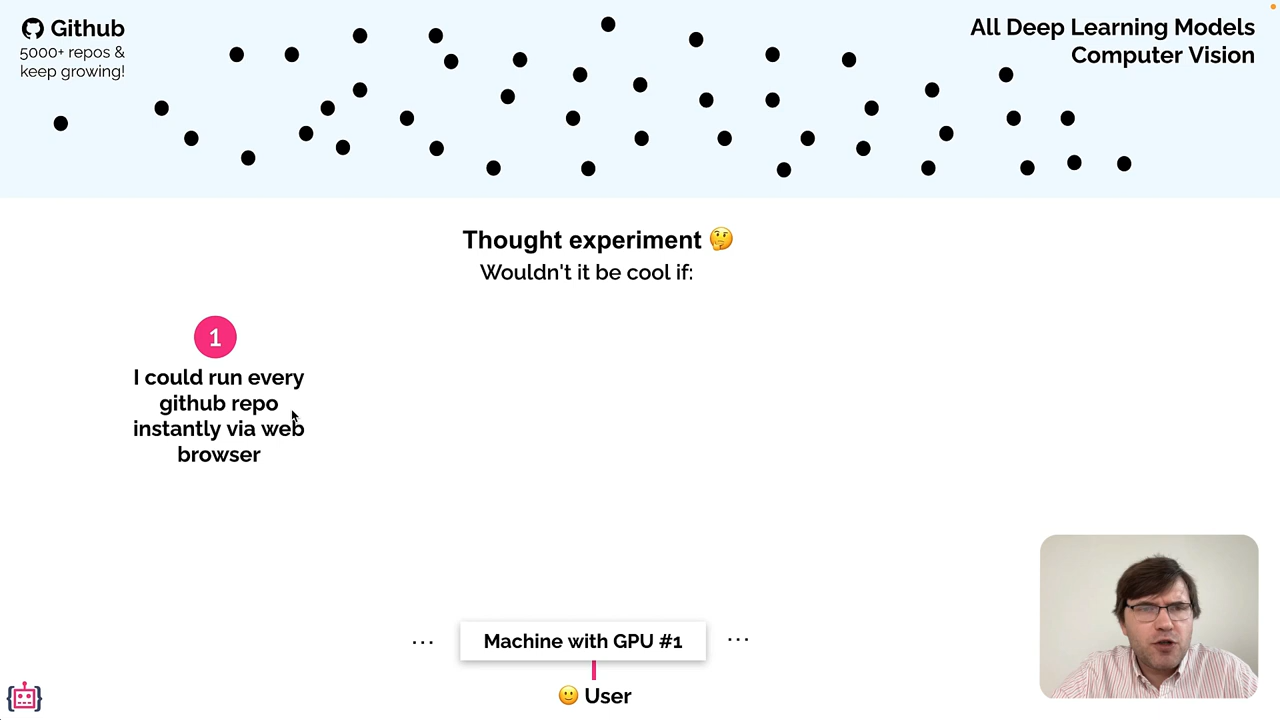 Github
5000+ repos &
keep growing!
All Deep Learning Models
Computer Vision
Thought experiment 🤔
Wouldn't it be cool if:
1
I could run every
github repo
instantly via web
browser
... Machine with GPU #1 ...
🙂 User